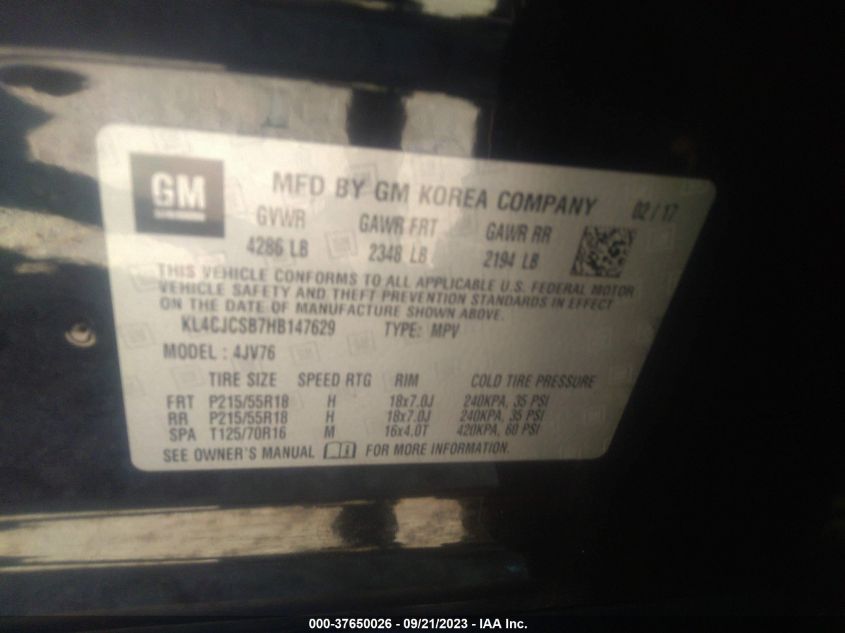 GM
MFD BY GM KOREA COMPANY 02 / 17
GVWR GAWR FRT GAWR RR
4286 LB 2348 LB 2194 LB
THIS VEHICLE CONFORMS TO ALL APPLICABLE U.S. FEDERAL MOTOR
VEHICLE SAFETY AND THEFT PREVENTION STANDARDS IN EFFECT
ON THE DATE OF MANUFACTURE SHOWN ABOVE.
KL4CJCSB7HB147629 TYPE: MPV
MODEL : 4JV76
TIRE SIZE SPEED RTG RIM COLD TIRE PRESSURE
FRT P215/55R18 H 18x7.0J 240KPA, 35 PSI
RR P215/55R18 H 18x7.0J 240KPA, 35 PSI
SPA T125/70R16 M 16x4.0T 420KPA, 60 PSI
SEE OWNER'S MANUAL FOR MORE INFORMATION.
000-37650026 - 09/21/2023 - IAA Inc.